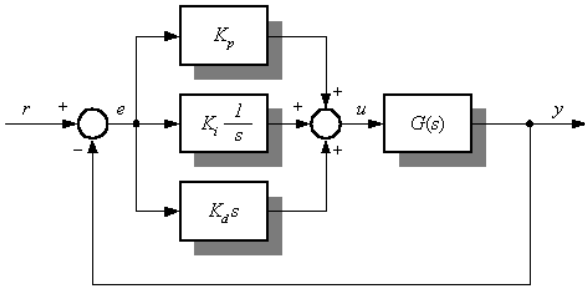 K_p
+
r
+
e
K_i 1/s
+
u
G(s)
y
−
+
K_d s